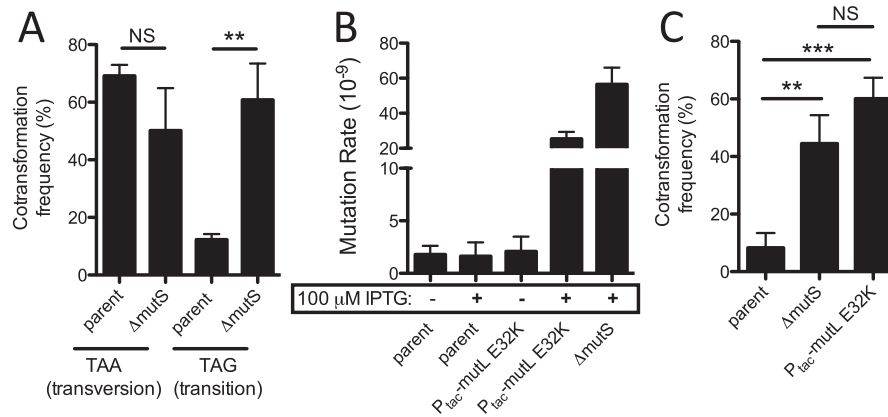 A
NS
**
Cotransformation
frequency (%)
80
60
40
20
0
parent
ΔmutS
parent
ΔmutS
TAA
(transversion)
TAG
(transition)
B
Mutation Rate (10-9)
80
60
40
20
10
5
0
100 μM IPTG: - + - + +
parent
parent
Ptac-mutL E32K
Ptac-mutL E32K
ΔmutS
C
NS
***
**
Cotransformation
frequency (%)
80
60
40
20
0
parent
ΔmutS
Ptac-mutL E32K